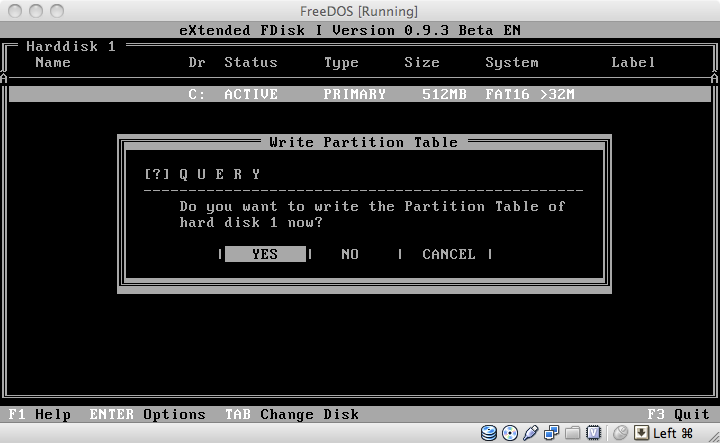 FreeDOS [Running]
eXtended FDisk I Version 0.9.3 Beta EN
Harddisk 1
Name Dr Status Type Size System Label
C: ACTIVE PRIMARY 512MB FAT16 >32M
Write Partition Table
[?] Q U E R Y
Do you want to write the Partition Table of
hard disk 1 now?
| YES | NO | CANCEL |
F1 Help ENTER Options TAB Change Disk F3 Quit
Left ⌘